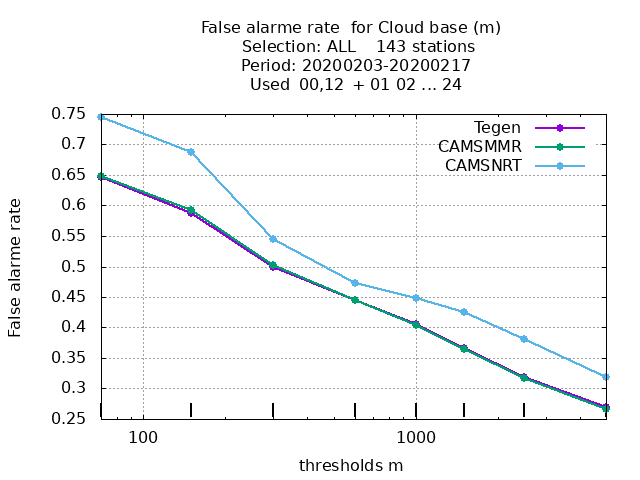 False alarme rate  for Cloud base (m)
Selection: ALL    143 stations
Period: 20200203-20200217
Used  00,12  + 01 02 ... 24
0.75
0.7
0.65
0.6
0.55
0.5
0.45
0.4
0.35
0.3
0.25
False alarme rate
Tegen
CAMSMMR
CAMSNRT
100
1000
thresholds m